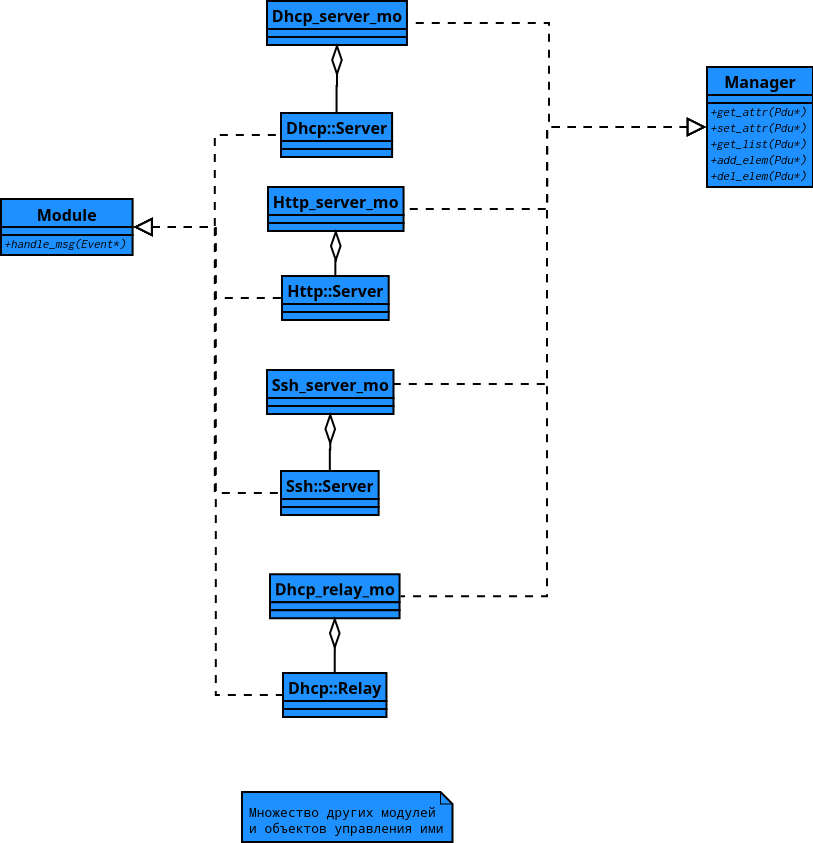 Dhcp_server_mo
Manager
+get_attr(Pdu*)
+set_attr(Pdu*)
+get_list(Pdu*)
+add_elem(Pdu*)
+del_elem(Pdu*)
Dhcp::Server
Http_server_mo
Module
+handle_msg(Event*)
Http::Server
Ssh_server_mo
Ssh::Server
Dhcp_relay_mo
Dhcp::Relay
Множество других модулей
и объектов управления ими